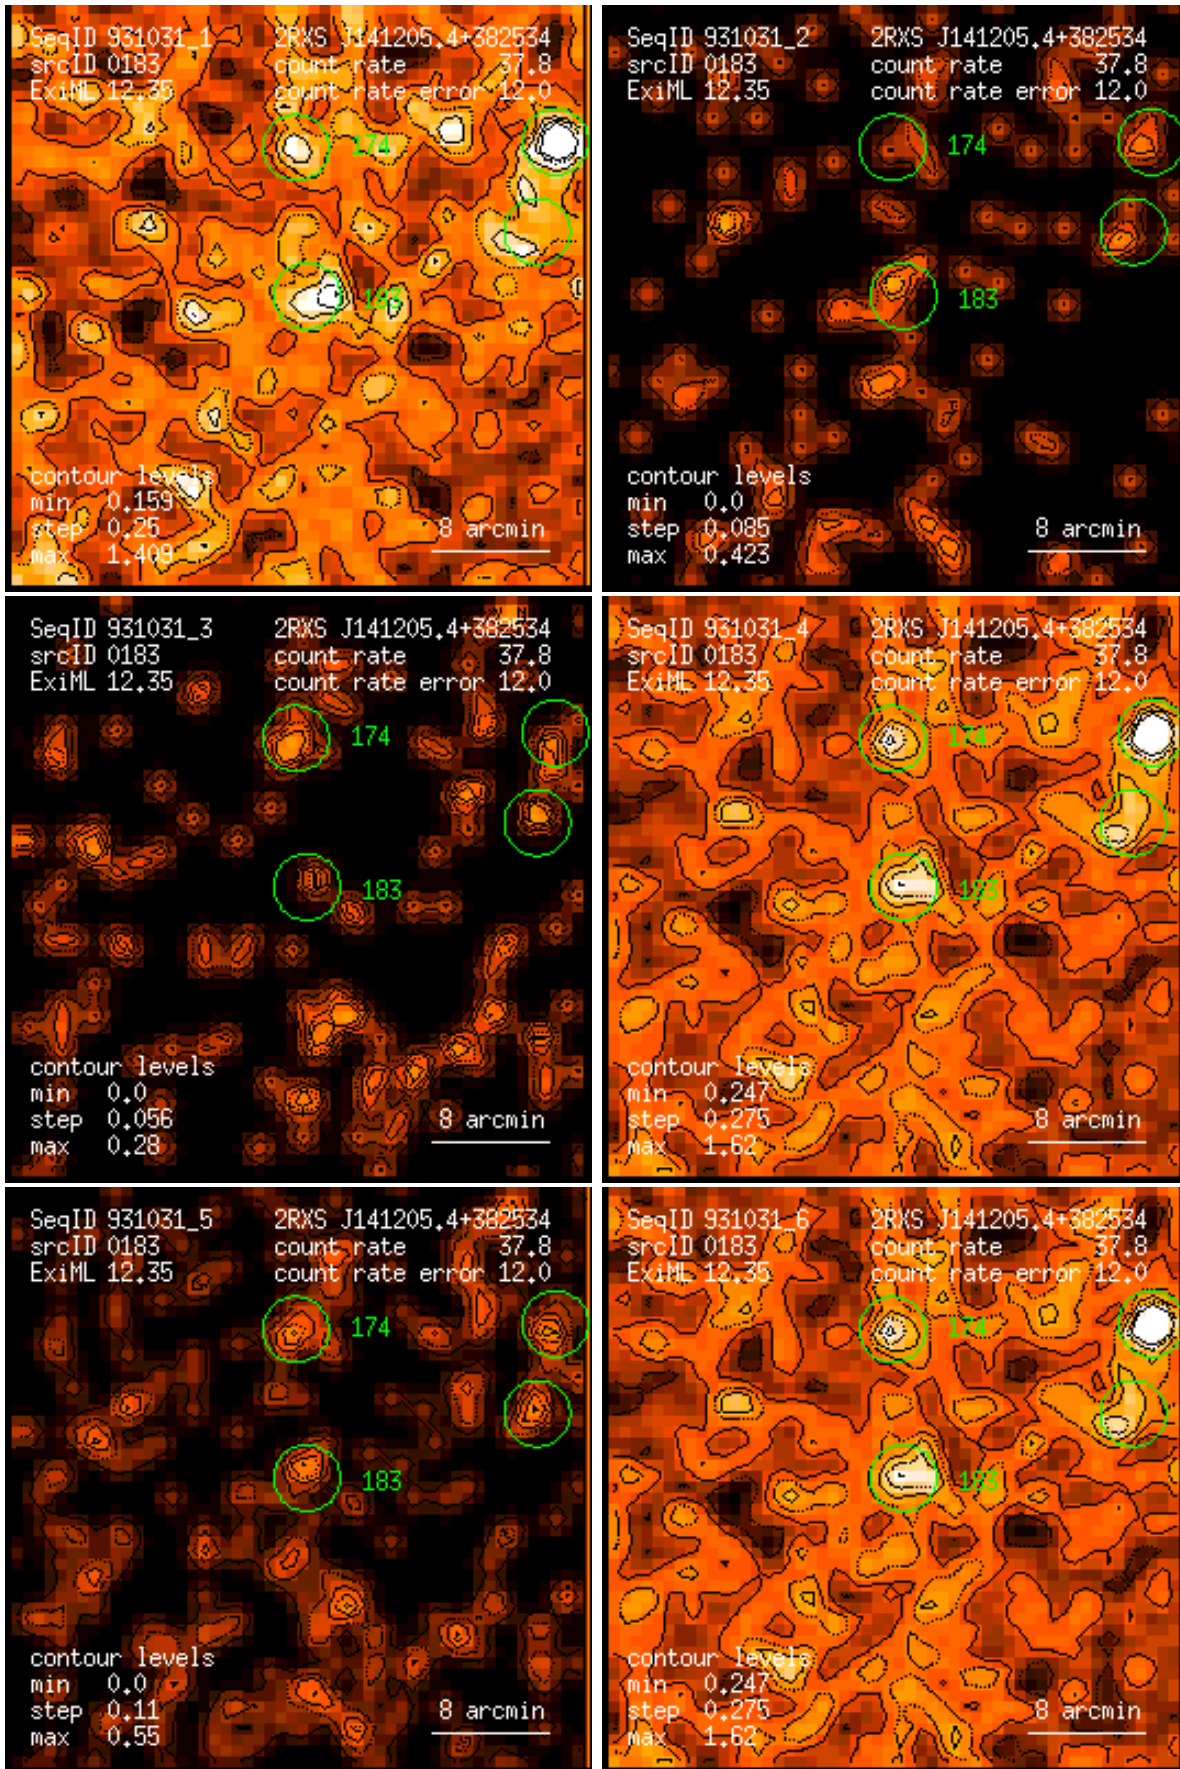 SeqID 931031_1 2RXS J141205.4+382534
srcID 0183 count rate 37.8
ExiML 12.35 count rate error 12.0
174
183
contour levels
min 0.159
step 0.25
max 1.409
8 arcmin
SeqID 931031_2 2RXS J141205.4+382534
srcID 0183 count rate 37.8
ExiML 12.35 count rate error 12.0
174
183
contour levels
min 0.0
step 0.085
max 0.423
8 arcmin
SeqID 931031_3 2RXS J141205.4+382534
srcID 0183 count rate 37.8
ExiML 12.35 count rate error 12.0
174
183
contour levels
min 0.0
step 0.056
max 0.28
8 arcmin
SeqID 931031_4 2RXS J141205.4+382534
srcID 0183 count rate 37.8
ExiML 12.35 count rate error 12.0
174
183
contour levels
min 0.247
step 0.275
max 1.62
8 arcmin
SeqID 931031_5 2RXS J141205.4+382534
srcID 0183 count rate 37.8
ExiML 12.35 count rate error 12.0
174
183
contour levels
min 0.0
step 0.11
max 0.55
8 arcmin
SeqID 931031_6 2RXS J141205.4+382534
srcID 0183 count rate 37.8
ExiML 12.35 count rate error 12.0
174
183
contour levels
min 0.247
step 0.275
max 1.62
8 arcmin